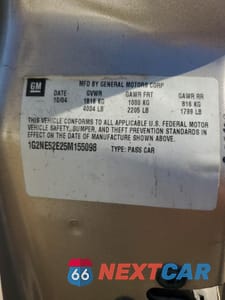 GM
MFD BY GENERAL MOTORS CORP
DATE GVWR GAWR FRT GAWR RR
10/04 1816 KG 1000 KG 816 KG
4004 LB 2205 LB 1799 LB
THIS VEHICLE CONFORMS TO ALL APPLICABLE U.S. FEDERAL MOTOR
VEHICLE SAFETY, BUMPER, AND THEFT PREVENTION STANDARDS IN
EFFECT ON THE DATE OF MANUFACTURE SHOWN ABOVE.
1G2NE52E25M155098 TYPE: PASS CAR
66 NEXTCAR